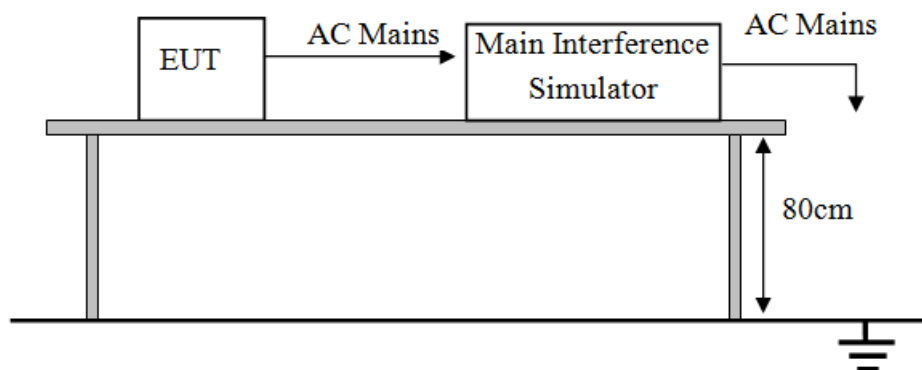 EUT
AC Mains
Main Interference
Simulator
AC Mains
80cm